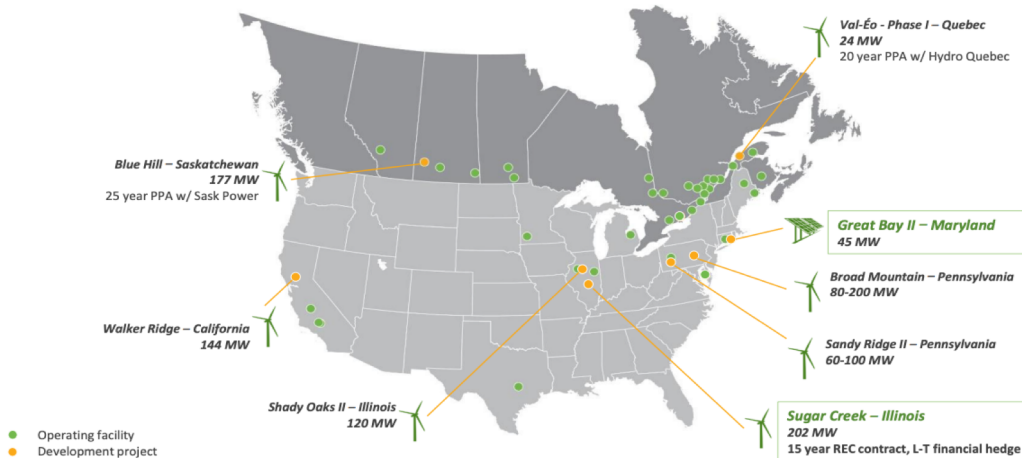 Val-Éo - Phase I – Quebec
24 MW
20 year PPA w/ Hydro Quebec
Blue Hill – Saskatchewan
177 MW
25 year PPA w/ Sask Power
Great Bay II – Maryland
45 MW
Broad Mountain – Pennsylvania
80-200 MW
Walker Ridge – California
144 MW
Sandy Ridge II – Pennsylvania
60-100 MW
Shady Oaks II – Illinois
120 MW
Sugar Creek – Illinois
202 MW
15 year REC contract, L-T financial hedge
Operating facility
Development project